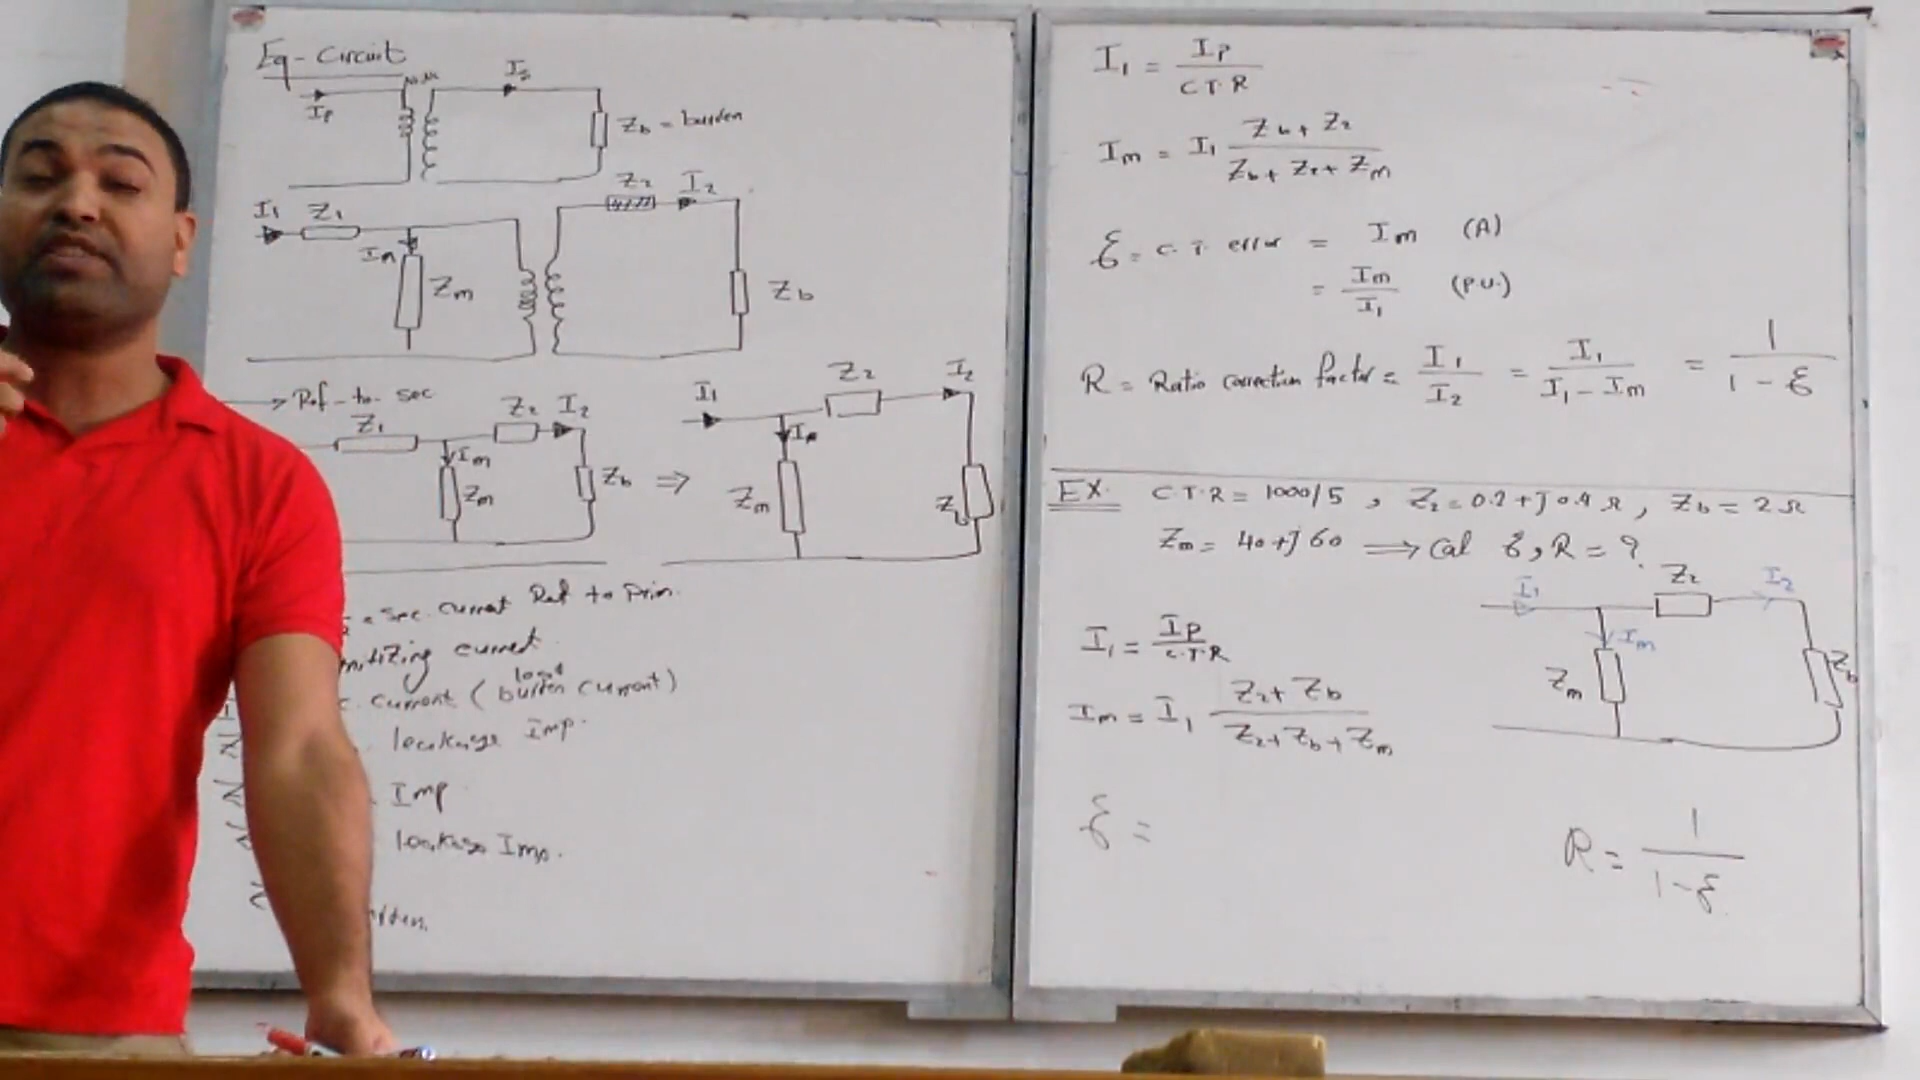 Eq-Circuit
Ip
Is
Zb = burden
I1 Z1
Im
Zm
Z2 I2
Zb
→ Ref-to-sec
Z1
Z2 I2
Im
Zm
Zb ⇒
I1
Z2
I2
Im
Zm
= sec. current Ref to Prim.
current
c. current (burden current)
load
leakage imp.
Imp
leakage Imp.
I1 = Ip / C.T.R
Im = I1 (Zb + Z2) / (Zb + Z2 + Zm)
ξ = C.T. error = Im (A)
= Im / I1 (P.U.)
R = Ratio correction factor = I1 / I2 = I1 / (I1 - Im) = 1 / (1 - ξ)
EX. C.T.R = 1000/5 , Z2 = 0.2 + j 0.4 Ω , Zb = 2 Ω
Zm = 40 + j 60 ⟹ Cal ξ, R = ?
I1
Z2
I2
Im
Zm
Zb
I1 = Ip / C.T.R
Im = I1 (Z2 + Zb) / (Z2 + Zb + Zm)
ξ =
R = 1 / (1 - ξ)